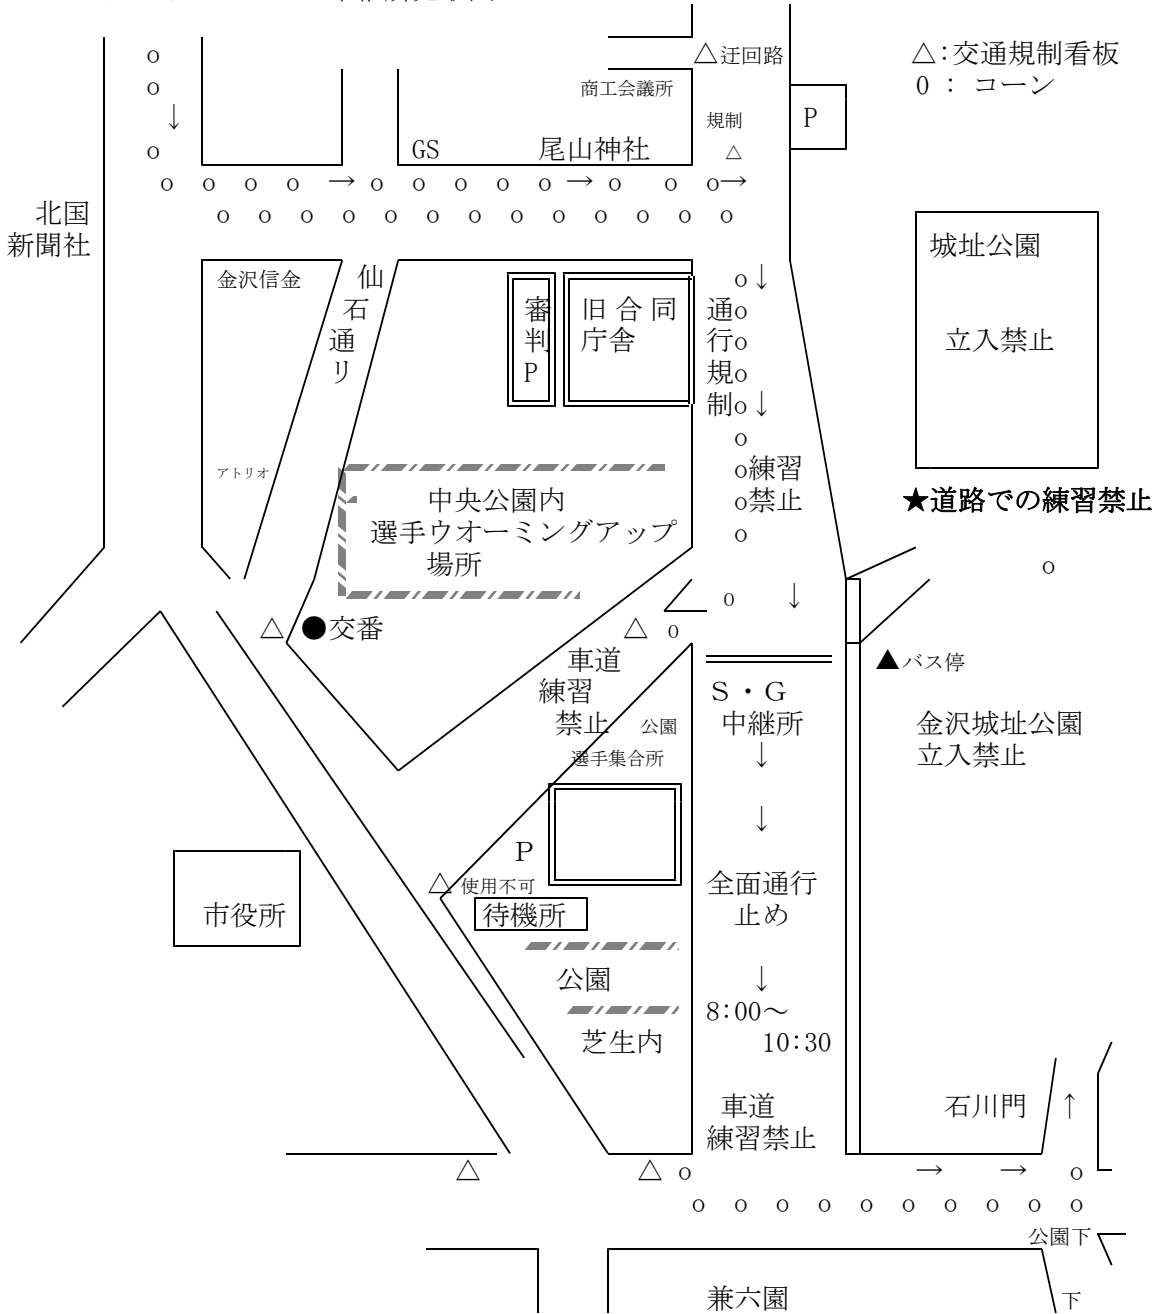 △迂回路
△:交通規制看板
0 : コーン
商工会議所
規制
P
GS
尾山神社
△
北国
新聞社
城址公園
立入禁止
金沢信金
仙
石
通
リ
審
判
P
旧合同
庁舎
通
行
規
制
練習
禁止
アトリオ
★道路での練習禁止
中央公園内
選手ウオーミングアップ
場所
△ ●交番
△
車道
練習
禁止
▲バス停
S・G
中継所
公園
選手集合所
金沢城址公園
立入禁止
P
△使用不可
待機所
全面通行
止め
市役所
公園
8:00~
10:30
芝生内
石川門
車道
練習禁止
△
△
公園下
兼六園
下